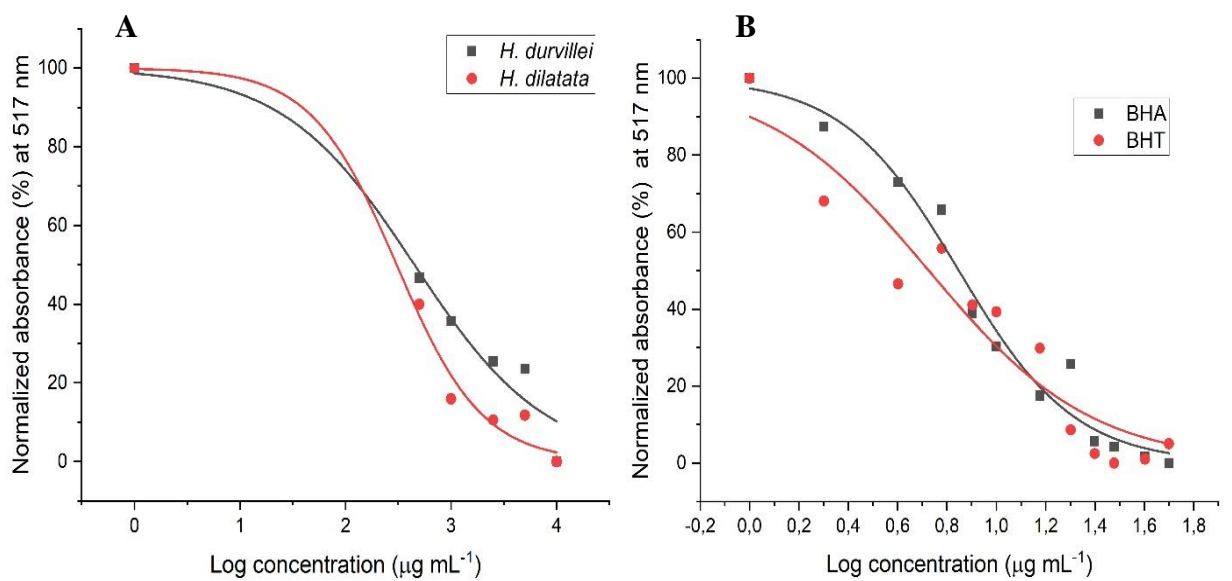 A
H. durvillei
H. dilatata
100
80
60
40
20
0
Normalized absorbance (%) at 517 nm
0
1
2
3
4
Log concentration (µg mL⁻¹)
B
BHA
BHT
100
80
60
40
20
0
Normalized absorbance (%)  at 517 nm
-0,2
0,0
0,2
0,4
0,6
0,8
1,0
1,2
1,4
1,6
1,8
Log concentration (µg mL⁻¹)